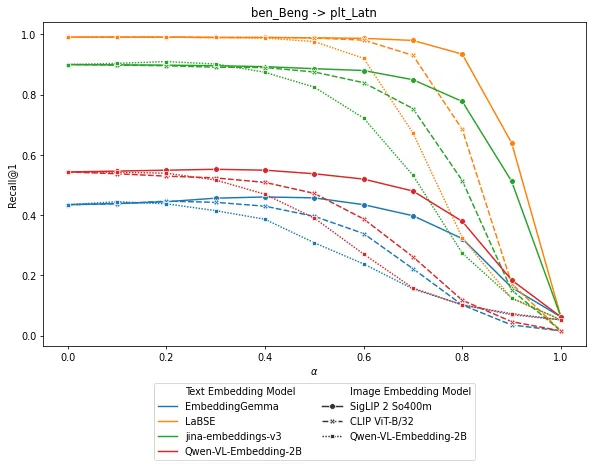 ben_Beng -> plt_Latn
1.0
0.8
0.6
0.4
0.2
0.0
Recall@1
0.0 0.2 0.4 0.6 0.8 1.0
α
Text Embedding Model Image Embedding Model
EmbeddingGemma SigLIP 2 So400m
LaBSE CLIP ViT-B/32
jina-embeddings-v3 Qwen-VL-Embedding-2B
Qwen-VL-Embedding-2B